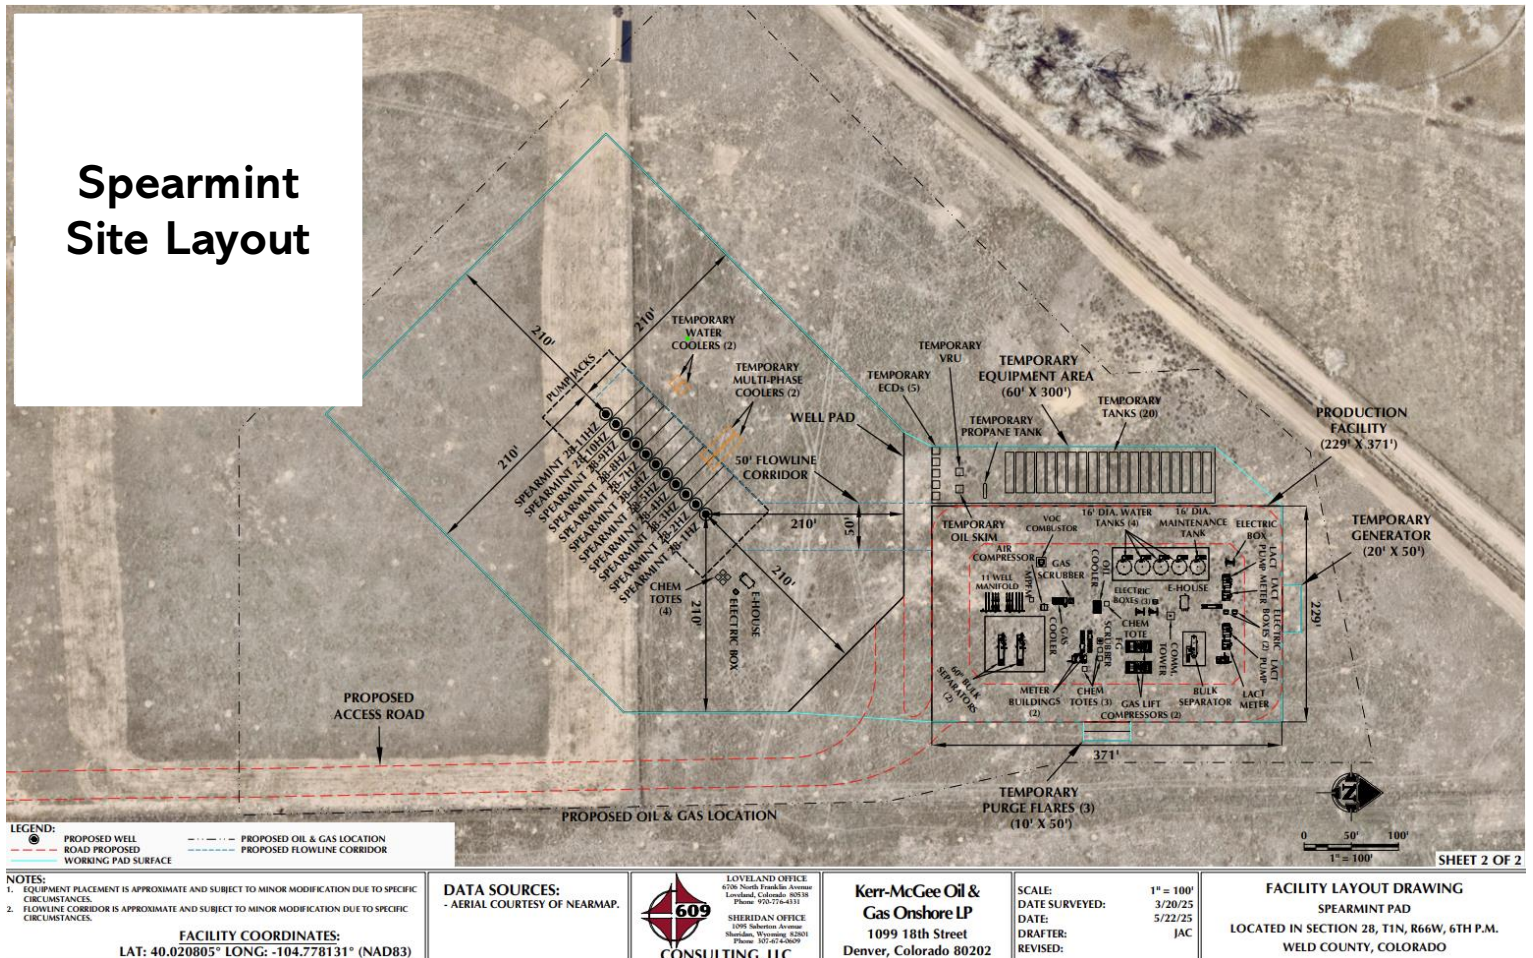 Spearmint
Site Layout
210'
210'
TEMPORARY
WATER
COOLERS (2)
PUMP JACKS
TEMPORARY
MULTI-PHASE
COOLERS (2)
210'
WELL PAD
50' FLOWLINE
CORRIDOR
SPEARMINT 28-11HZ
SPEARMINT 28-10HZ
SPEARMINT 28-9HZ
SPEARMINT 28-8HZ
SPEARMINT 28-7HZ
SPEARMINT 28-6HZ
SPEARMINT 28-5HZ
SPEARMINT 28-4HZ
SPEARMINT 28-3HZ
SPEARMINT 28-2HZ
SPEARMINT 28-1HZ
210'
50'
210'
210'
CHEM
TOTES
(4)
ELECTRIC BOX
E-HOUSE
TEMPORARY
ECDs (5)
TEMPORARY
VRU
TEMPORARY
EQUIPMENT AREA
(60' X 300')
TEMPORARY
PROPANE TANK
TEMPORARY
TANKS (20)
PRODUCTION
FACILITY
(229' X 371')
TEMPORARY
OIL SKIM
VOC
COMBUSTOR
16' DIA. WATER
TANKS (4)
16' DIA.
MAINTENANCE
TANK
ELECTRIC
BOX
TEMPORARY
GENERATOR
(20' X 50')
AIR
COMPRESSOR
GAS
SCRUBBER
OIL
COOLER
11 WELL
MANIFOLD
MPFM
ELECTRIC
BOXES (3)
E-HOUSE
LACT
PUMP
LACT
METER
ELECTRIC
BOXES (2)
LACT
PUMP
229'
GAS
COOLER
CHEM
TOTE
FG
SCRUBBER
COMM.
TOWER
60" BULK
SEPARATORS
(2)
METER
BUILDINGS
(2)
CHEM
TOTES (3)
GAS LIFT
COMPRESSORS (2)
BULK
SEPARATOR
LACT
METER
371'
PROPOSED
ACCESS ROAD
TEMPORARY
PURGE FLARES (3)
(10' X 50')
PROPOSED OIL & GAS LOCATION
N
0 50' 100'
1" = 100'
SHEET 2 OF 2
LEGEND:
PROPOSED WELL
ROAD PROPOSED
WORKING PAD SURFACE
PROPOSED OIL & GAS LOCATION
PROPOSED FLOWLINE CORRIDOR
NOTES:
1. EQUIPMENT PLACEMENT IS APPROXIMATE AND SUBJECT TO MINOR MODIFICATION DUE TO SPECIFIC
CIRCUMSTANCES.
2. FLOWLINE CORRIDOR IS APPROXIMATE AND SUBJECT TO MINOR MODIFICATION DUE TO SPECIFIC
CIRCUMSTANCES.
FACILITY COORDINATES:
LAT: 40.020805° LONG: -104.778131° (NAD83)
DATA SOURCES:
- AERIAL COURTESY OF NEARMAP.
609
CONSULTING, LLC
LOVELAND OFFICE
6706 North Franklin Avenue
Loveland, Colorado 80538
Phone 970-776-4331
SHERIDAN OFFICE
1095 Saberton Avenue
Sheridan, Wyoming 82801
Phone 307-674-0609
Kerr-McGee Oil &
Gas Onshore LP
1099 18th Street
Denver, Colorado 80202
SCALE: 1" = 100'
DATE SURVEYED: 3/20/25
DATE: 5/22/25
DRAFTER: JAC
REVISED:
FACILITY LAYOUT DRAWING
SPEARMINT PAD
LOCATED IN SECTION 28, T1N, R66W, 6TH P.M.
WELD COUNTY, COLORADO